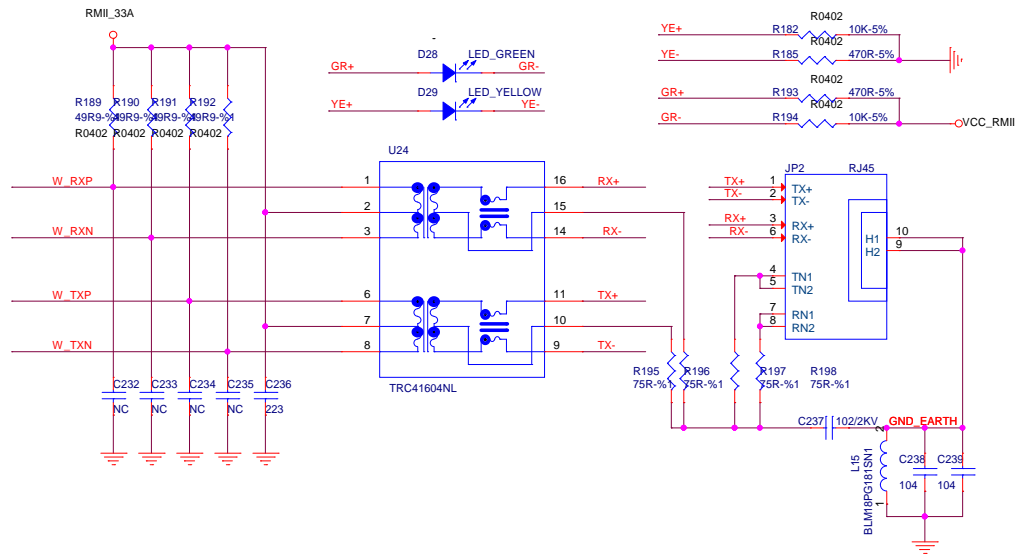 RMII_33A
R189 R190 R191 R192
49R9-%1 49R9-%1 49R9-%1 49R9-%1
R0402 R0402 R0402 R0402
-
D28 LED_GREEN
GR+ GR-
D29 LED_YELLOW
YE+ YE-
R0402
YE+ R182 10K-5%
R0402
YE- R185 470R-5%
R0402
GR+ R193 470R-5%
R0402
GR- R194 10K-5%
VCC_RMII
U24
W_RXP 1 16 RX+
2 15
W_RXN 3 14 RX-
W_TXP 6 11 TX+
7 10
W_TXN 8 9 TX-
TRC41604NL
JP2 RJ45
TX+ 1 TX+
TX- 2 TX-
RX+ 3 RX+
RX- 6 RX-
H1 10
H2 9
4 TN1
5 TN2
7 RN1
8 RN2
R195 R196 R197 R198
75R-%1 75R-%1 75R-%1 75R-%1
C232 C233 C234 C235 C236
NC NC NC NC 223
C237 102/2KV GND_EARTH
2
L15
BLM18PG181SN1
1
C238 C239
104 104